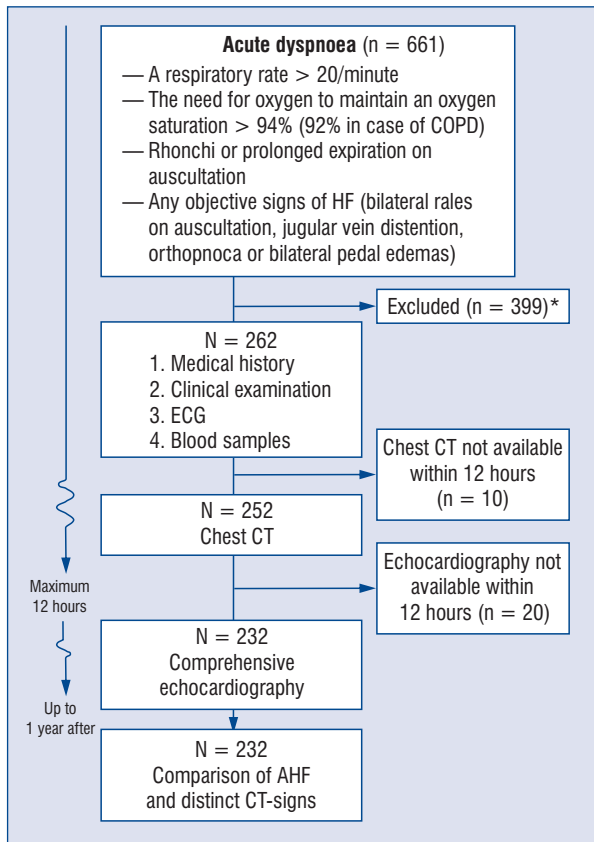 Acute dyspnoea (n = 661)
— A respiratory rate > 20/minute
— The need for oxygen to maintain an oxygen
saturation > 94% (92% in case of COPD)
— Rhonchi or prolonged expiration on
auscultation
— Any objective signs of HF (bilateral rales
on auscultation, jugular vein distention,
orthopnoca or bilateral pedal edemas)
Excluded (n = 399)*
N = 262
1. Medical history
2. Clinical examination
3. ECG
4. Blood samples
Chest CT not available
within 12 hours
(n = 10)
N = 252
Chest CT
Echocardiography not
available within
12 hours (n = 20)
Maximum
12 hours
N = 232
Comprehensive
echocardiography
Up to
1 year after
N = 232
Comparison of AHF
and distinct CT-signs